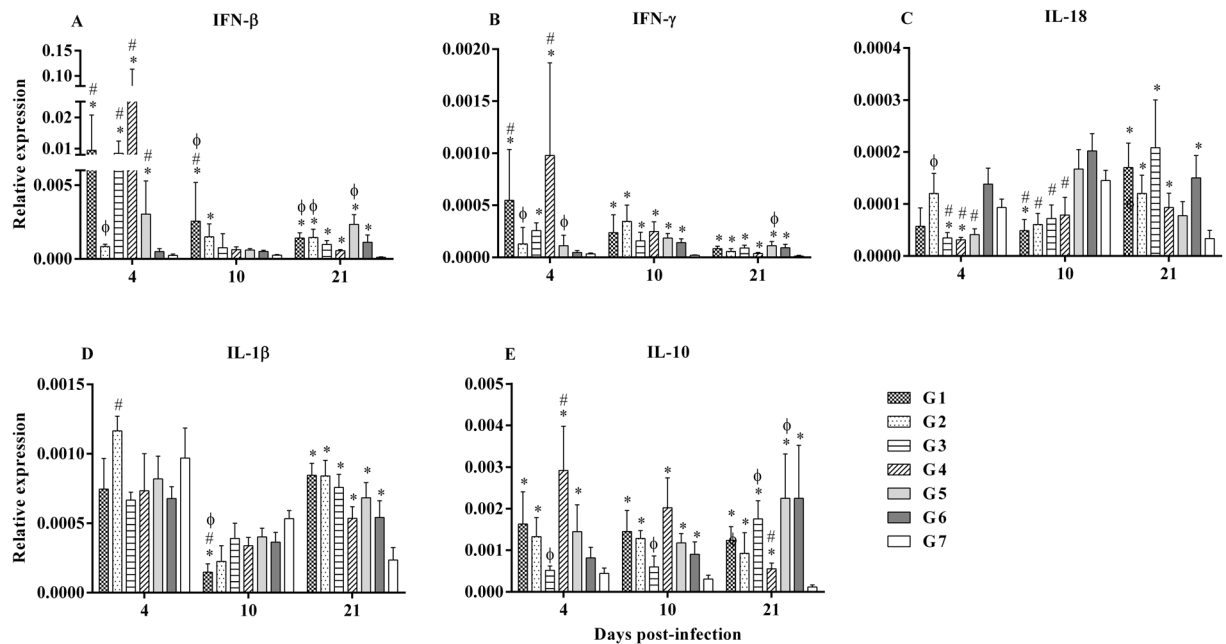 A IFN-β
B IFN-γ
C IL-18
Relative expression
0.15
0.10
0.02
0.01
0.005
0.000
4 10 21
0.0020
0.0015
0.0010
0.0005
0.0000
4 10 21
0.0004
0.0003
0.0002
0.0001
0.0000
4 10 21
D IL-1β
E IL-10
Relative expression
0.0015
0.0010
0.0005
0.0000
4 10 21
0.005
0.004
0.003
0.002
0.001
0.000
4 10 21
Days post-infection
G1
G2
G3
G4
G5
G6
G7